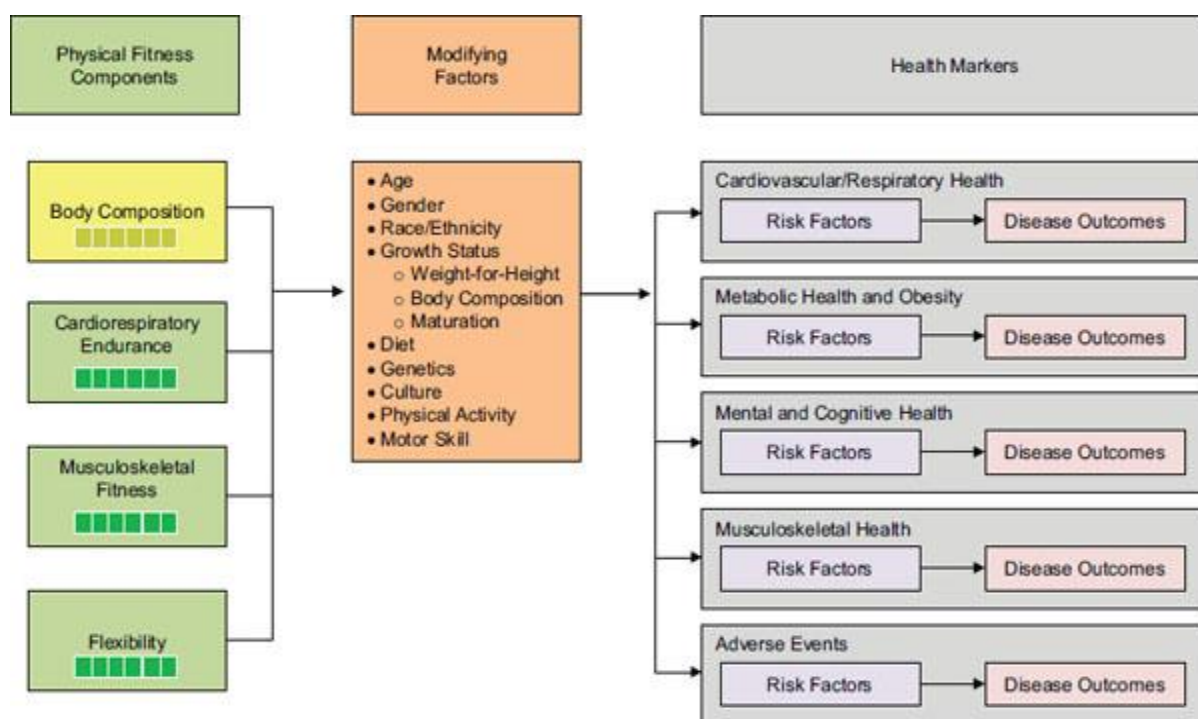 Physical Fitness
Components
Modifying
Factors
Health Markers
Body Composition
Cardiorespiratory
Endurance
Musculoskeletal
Fitness
Flexibility
• Age
• Gender
• Race/Ethnicity
• Growth Status
o Weight-for-Height
o Body Composition
o Maturation
• Diet
• Genetics
• Culture
• Physical Activity
• Motor Skill
Cardiovascular/Respiratory Health
Risk Factors
Disease Outcomes
Metabolic Health and Obesity
Risk Factors
Disease Outcomes
Mental and Cognitive Health
Risk Factors
Disease Outcomes
Musculoskeletal Health
Risk Factors
Disease Outcomes
Adverse Events
Risk Factors
Disease Outcomes